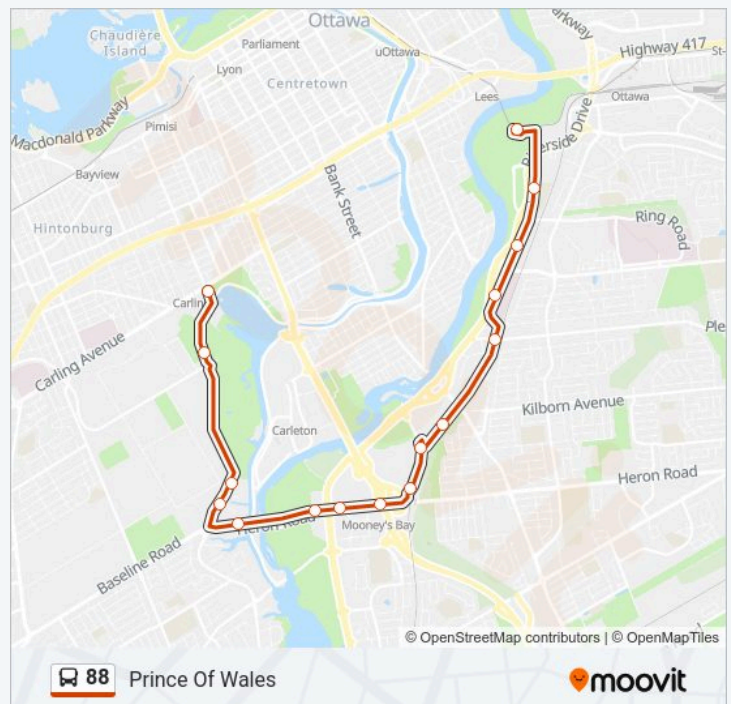 Ottawa
Chaudière
Island
Parliament
uOttawa
Parkway
Highway 417
St-
Lyon
Centretown
Lees
Ottawa
Macdonald Parkway
Pimisi
Riverside Drive
Bayview
Bank Street
Hintonburg
Ring Road
Carling
Carling Avenue
Ple
Kilborn Avenue
Carleton
Heron Road
Heron Road
Mooney's Bay
Baseline Road
© OpenStreetMap contributors | © OpenMapTiles
88 Prince Of Wales
moovit